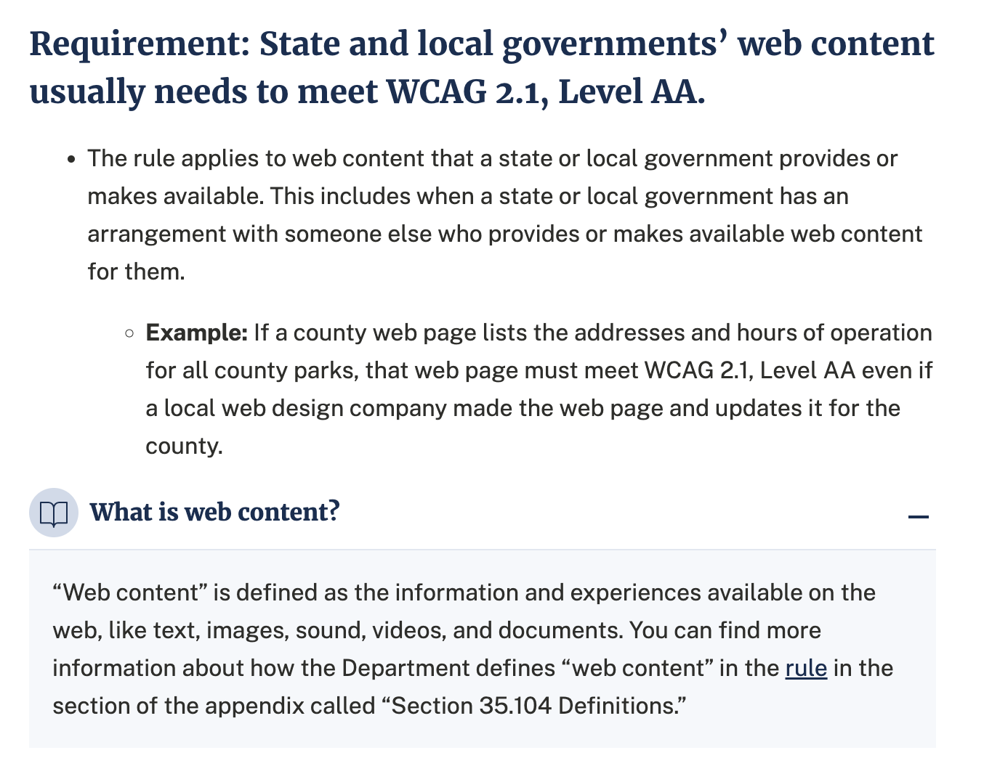 Requirement: State and local governments’ web content
usually needs to meet WCAG 2.1, Level AA.
• The rule applies to web content that a state or local government provides or
makes available. This includes when a state or local government has an
arrangement with someone else who provides or makes available web content
for them.
◦ Example: If a county web page lists the addresses and hours of operation
for all county parks, that web page must meet WCAG 2.1, Level AA even if
a local web design company made the web page and updates it for the
county.
What is web content?
“Web content” is defined as the information and experiences available on the
web, like text, images, sound, videos, and documents. You can find more
information about how the Department defines “web content” in the rule in the
section of the appendix called “Section 35.104 Definitions.”